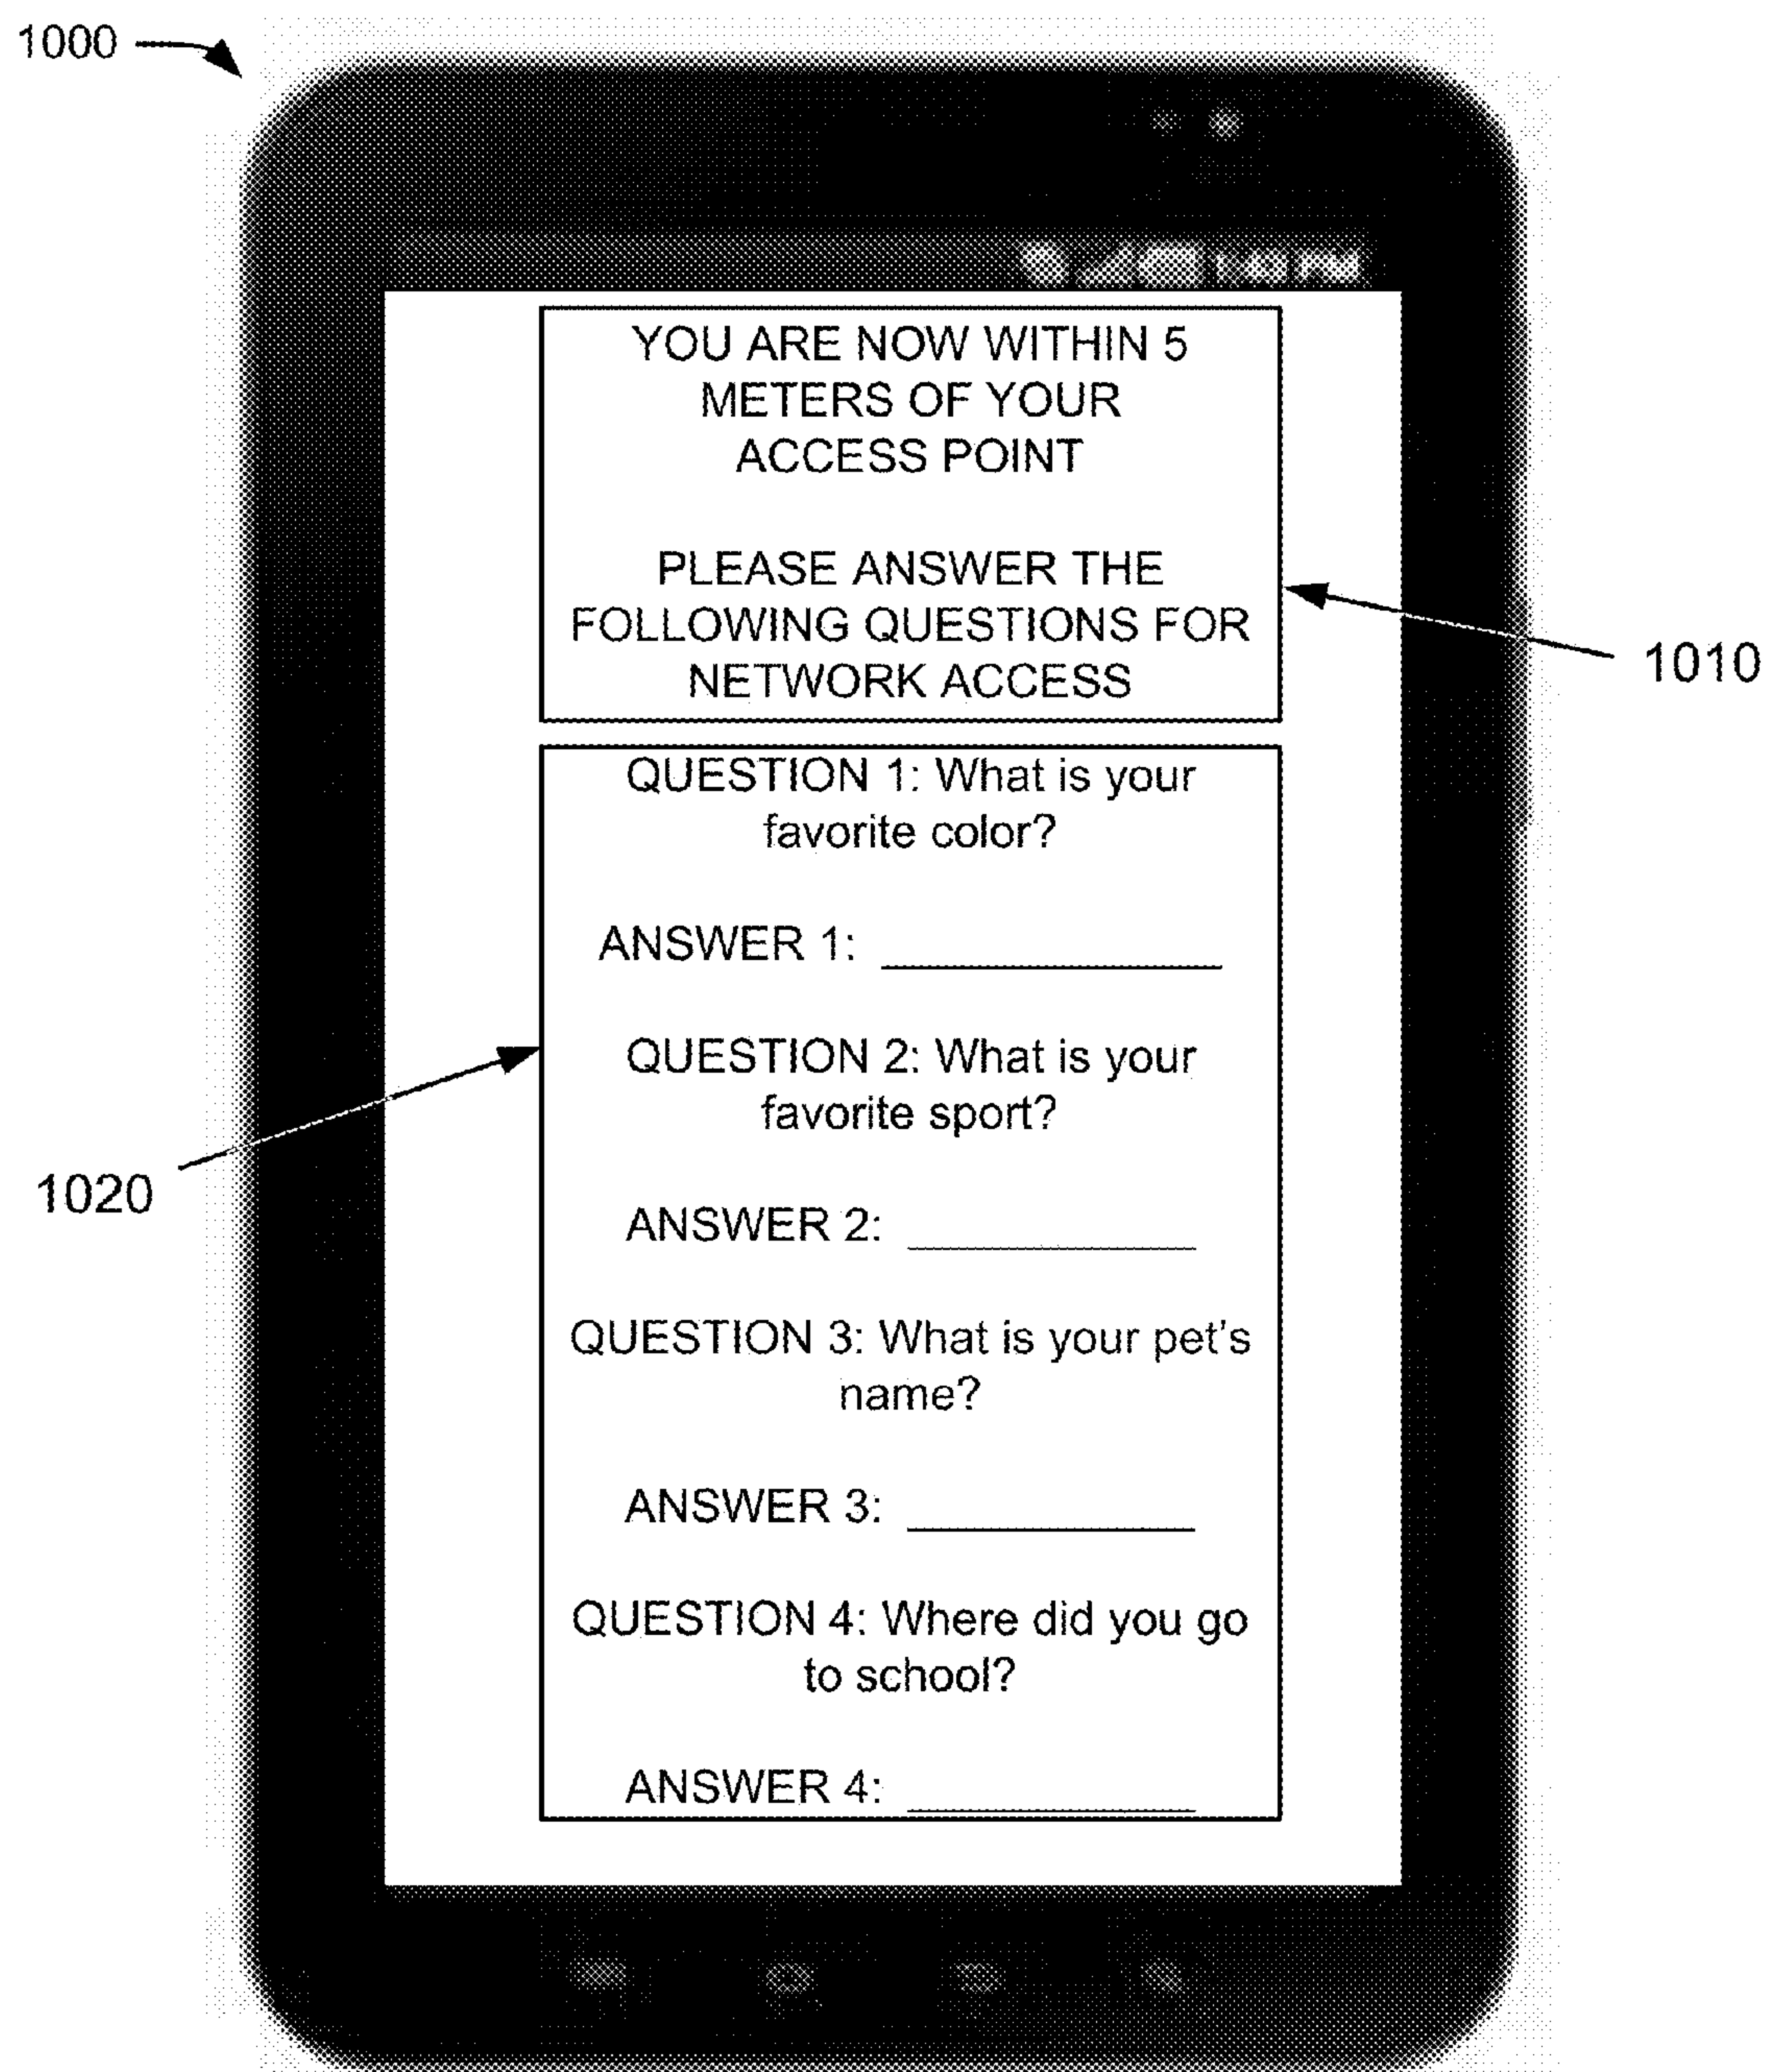 1000
YOU ARE NOW WITHIN 5
METERS OF YOUR
ACCESS POINT
PLEASE ANSWER THE
FOLLOWING QUESTIONS FOR
NETWORK ACCESS
1010
QUESTION 1: What is your
favorite color?
ANSWER 1:
QUESTION 2: What is your
favorite sport?
1020
ANSWER 2:
QUESTION 3: What is your pet's
name?
ANSWER 3:
QUESTION 4: Where did you go
to school?
ANSWER 4: